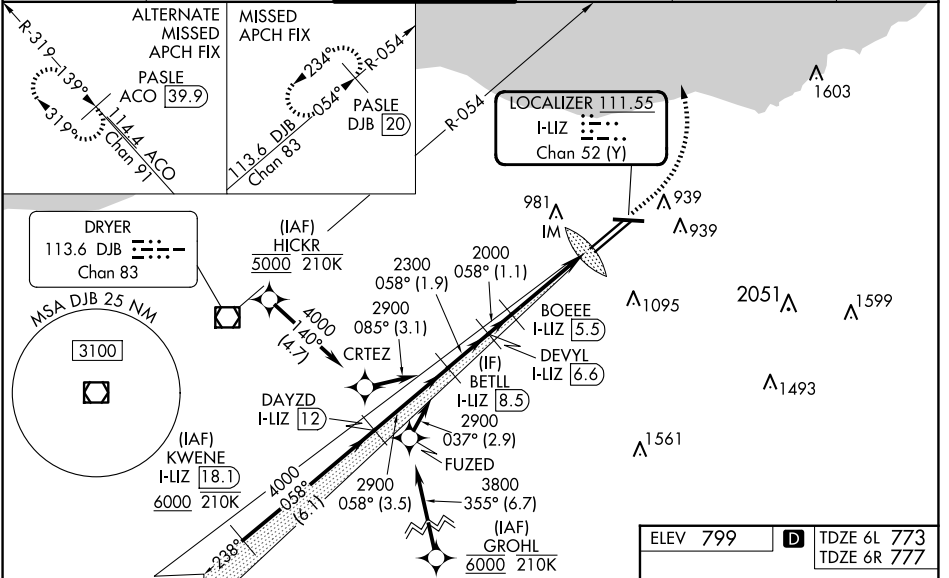 ALTERNATE
MISSED
APCH FIX
PASLE
ACO 39.9
R-319
139°
319°
114.4 ACO
Chan 91
MISSED
APCH FIX
234°
R-054
054°
PASLE
DJB 20
113.6 DJB
Chan 83
R-054
LOCALIZER 111.55
I-LIZ
Chan 52 (Y)
1603
939
939
981
IM
DRYER
113.6 DJB
Chan 83
(IAF)
HICKR
5000 210K
4000
140°
(4.7)
2300
058° (1.9)
2000
058° (1.1)
2900
085° (3.1)
CRTEZ
BOEEE
I-LIZ 5.5
DEVYL
I-LIZ 6.6
(IF)
BETLL
I-LIZ 8.5
1095
2051
1599
1493
1561
MSA DJB 25 NM
3100
DAYZD
I-LIZ 12
2900
037° (2.9)
FUZED
(IAF)
KWENE
I-LIZ 18.1
6000 210K
4000
058°
(6.1)
238°
2900
058° (3.5)
3800
355° (6.7)
(IAF)
GROHL
6000 210K
ELEV 799
D
TDZE 6L 773
TDZE 6R 777